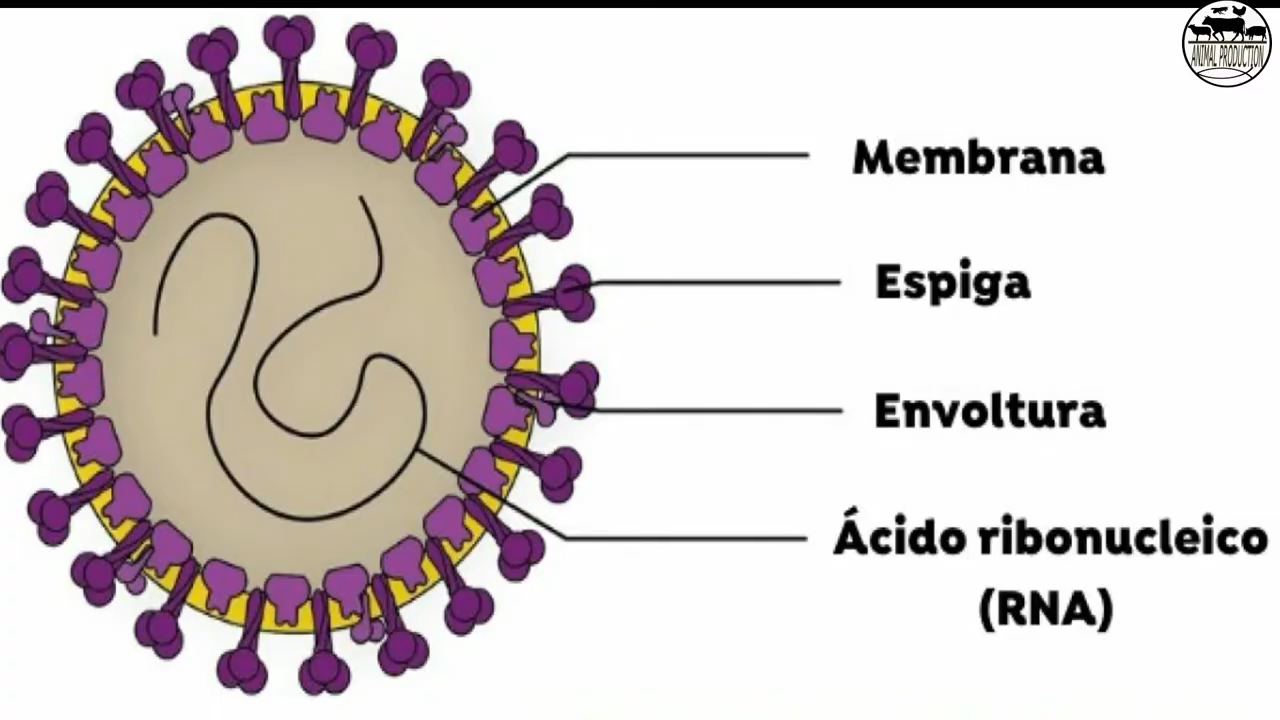 ANIMAL PRODUCTION
Membrana
Espiga
Envoltura
Ácido ribonucleico
(RNA)